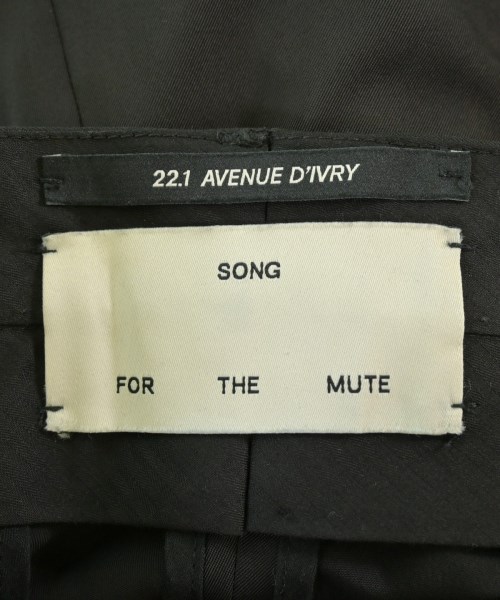 22.1 AVENUE D'IVRY
SONG
FOR THE MUTE